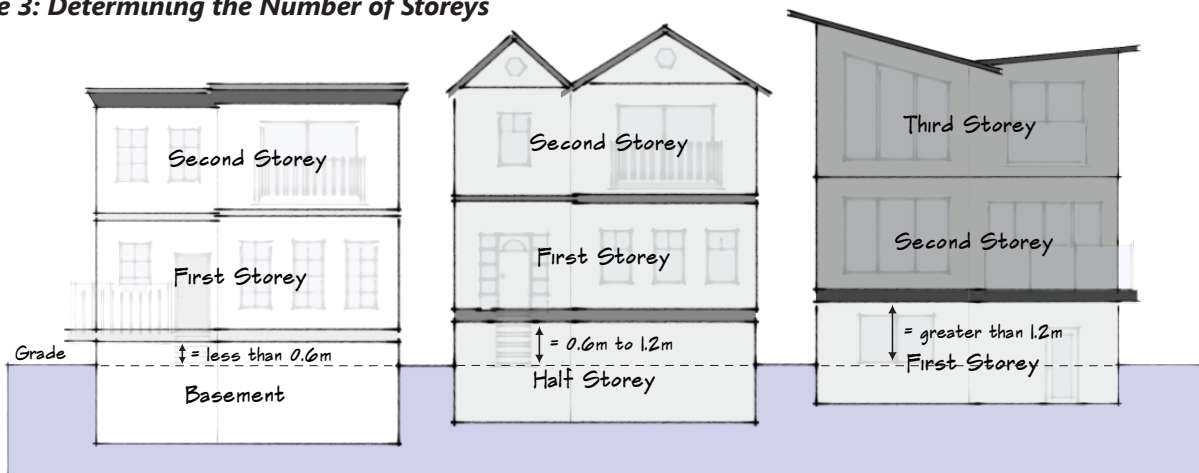 e 3: Determining the Number of Storeys
Second Storey
First Storey
= less than 0.6m
Basement
Grade
Second Storey
First Storey
= 0.6m to 1.2m
Half Storey
Third Storey
Second Storey
= greater than 1.2m
First Storey